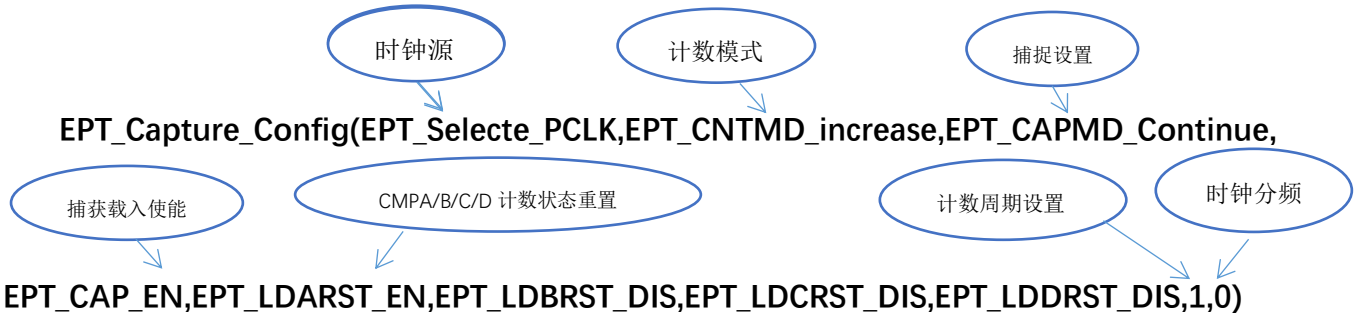 时钟源
计数模式
捕捉设置
EPT_Capture_Config(EPT_Selecte_PCLK,EPT_CNTMD_increase,EPT_CAPMD_Continue,
捕获载入使能
CMPA/B/C/D 计数状态重置
计数周期设置
时钟分频
EPT_CAP_EN,EPT_LDARST_EN,EPT_LDBRST_DIS,EPT_LDCRST_DIS,EPT_LDDRST_DIS,1,0)